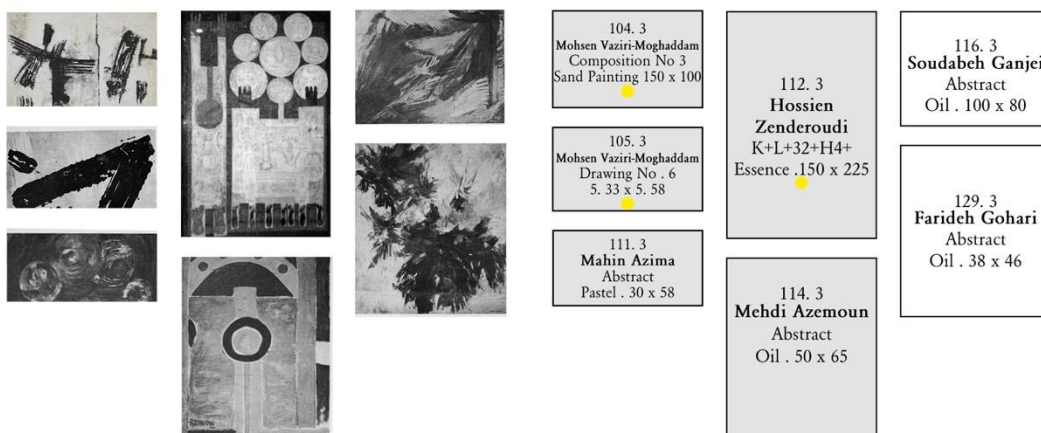 104. 3
Mohsen Vaziri-Moghaddam
Composition No 3
Sand Painting 150 x 100
105. 3
Mohsen Vaziri-Moghaddam
Drawing No . 6
5. 33 x 5. 58
111. 3
Mahin Azima
Abstract
Pastel . 30 x 58
112. 3
Hossien
Zenderoudi
K+L+32+H4+
Essence .150 x 225
114. 3
Mehdi Azemoun
Abstract
Oil . 50 x 65
116. 3
Soudabeh Ganjei
Abstract
Oil . 100 x 80
129. 3
Farideh Gohari
Abstract
Oil . 38 x 46